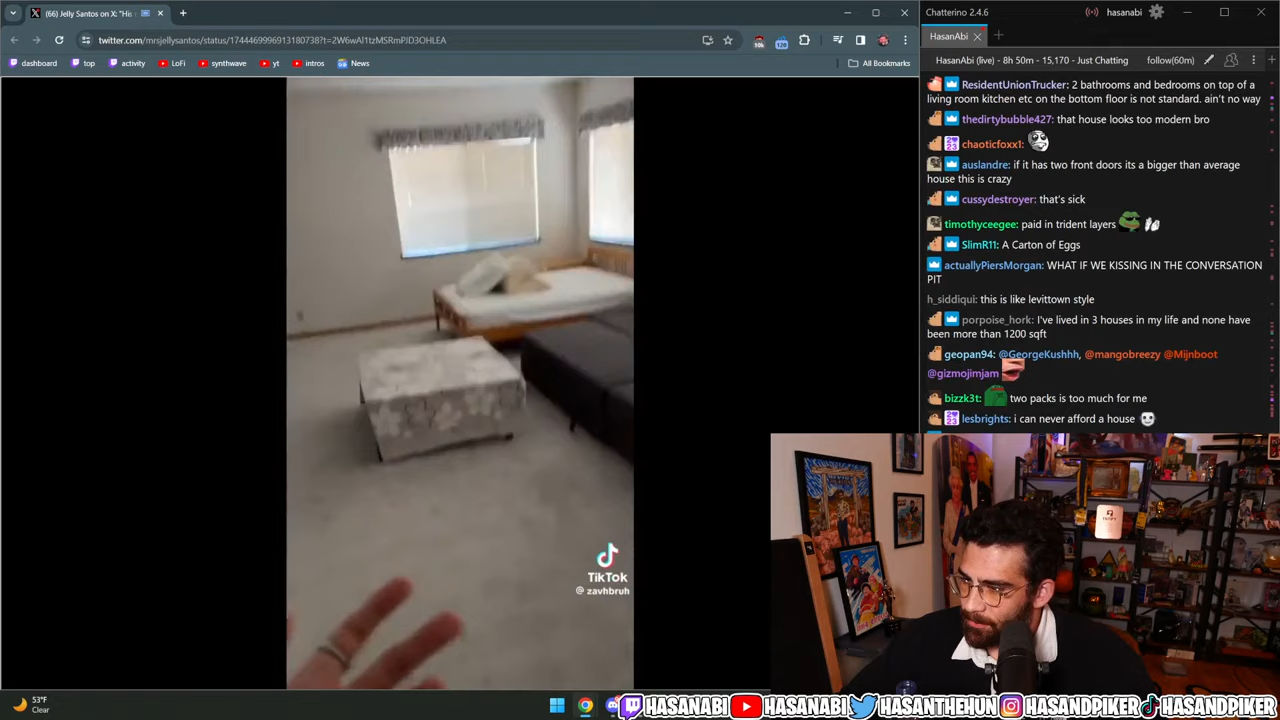 (66) Jelly Santos on X: "His
twitter.com/mrsjellysantos/status/1744469996913180738?t=2W6wAl1tzMSRmPJD3OHLEA
dashboard
top
activity
LoFi
synthwave
yt
intros
News
All Bookmarks
TikTok
@ zavhbruh
Chatterino 2.4.6
hasanabi
HasanAbi
HasanAbi (live) - 8h 50m - 15,170 - Just Chatting
follow(60m)
ResidentUnionTrucker: 2 bathrooms and bedrooms on top of a
living room kitchen etc on the bottom floor is not standard. ain't no way
thedirtybubble427: that house looks too modern bro
chaoticfoxx1:
auslandre: if it has two front doors its a bigger than average
house this is crazy
cussydestroyer: that's sick
timothyceegee: paid in trident layers
SlimR11: A Carton of Eggs
actuallyPiersMorgan: WHAT IF WE KISSING IN THE CONVERSATION
PIT
h_siddiqui: this is like levittown style
porpoise_hork: I've lived in 3 houses in my life and none have
been more than 1200 sqft
geopan94: @GeorgeKushhh, @mangobreezy @Mijnboot
@gizmojimjam
bizzk3t: two packs is too much for me
lesbrights: i can never afford a house
53°F
Clear
HASANABI
HASANABI
HASANTHEHUN
HASANDPIKER
HASANDPIKER